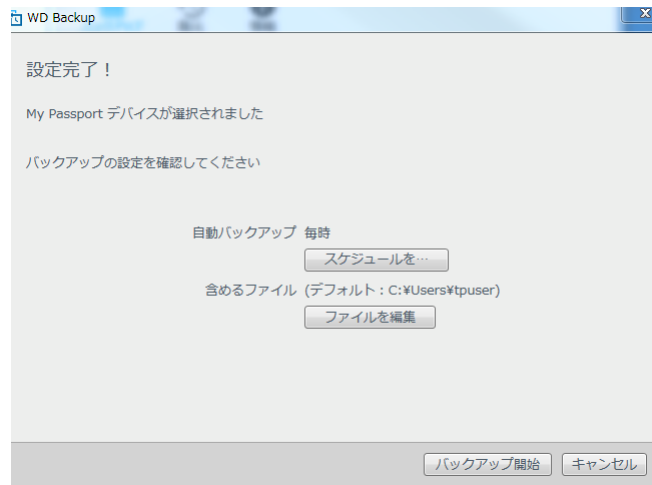 WD Backup
設定完了！
My Passport デバイスが選択されました
バックアップの設定を確認してください
自動バックアップ 毎時
スケジュールを…
含めるファイル (デフォルト：C:¥Users¥tpuser)
ファイルを編集
バックアップ開始 キャンセル